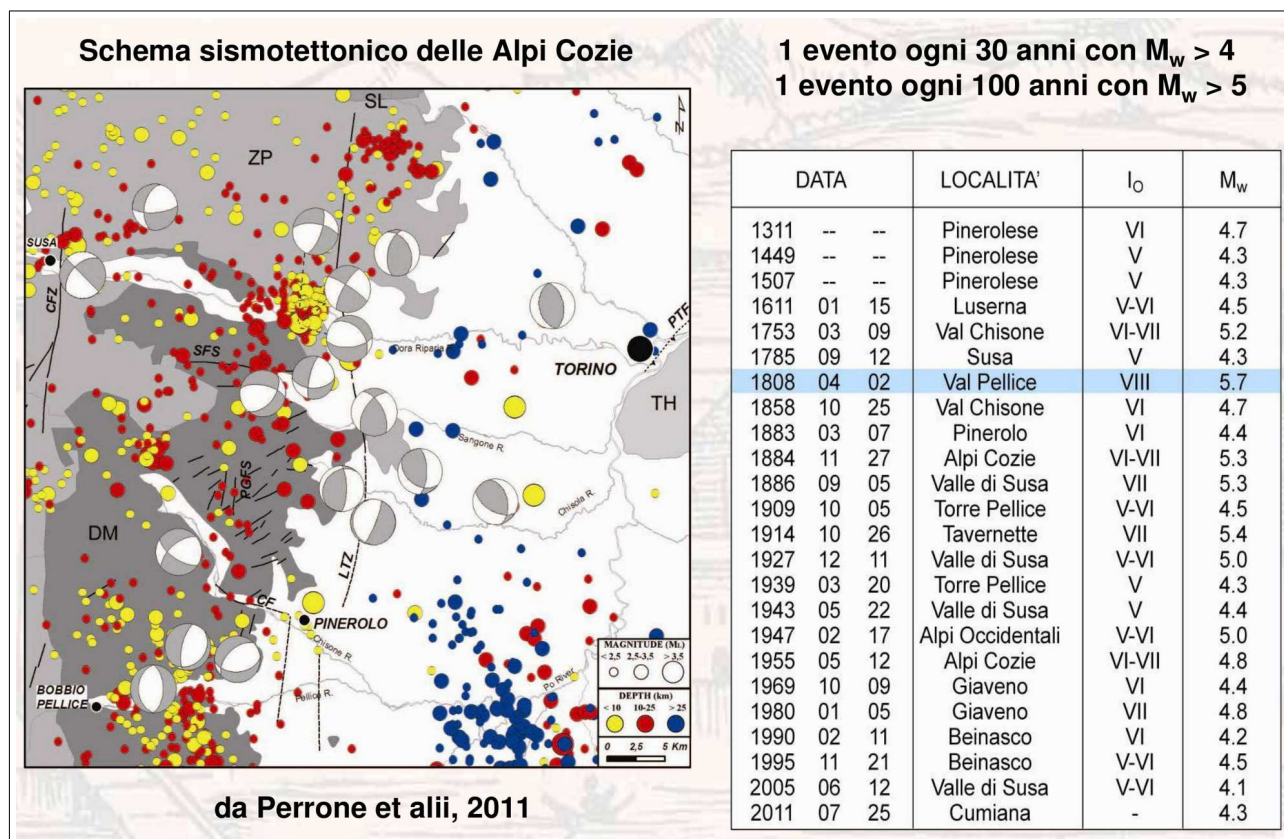 Schema sismotettonico delle Alpi Cozie
SL
N
ZP
SUSA
CFZ
PTF
SFS
Dora Riparia R.
TORINO
TH
Sangone R.
PGFS
Chisola R.
DM
LTZ
CF
PINEROLO
Chisone R.
MAGNITUDE (ML)
< 2,5 2,5-3,5 > 3,5
BOBBIO
PELLICE
Pellice R.
Po River
DEPTH (km)
< 10 10-25 > 25
0 2,5 5 Km
da Perrone et alii, 2011
1 evento ogni 30 anni con Mw > 4
1 evento ogni 100 anni con Mw > 5
DATA LOCALITA' IO Mw
1311 -- -- Pinerolese VI 4.7
1449 -- -- Pinerolese V 4.3
1507 -- -- Pinerolese V 4.3
1611 01 15 Luserna V-VI 4.5
1753 03 09 Val Chisone VI-VII 5.2
1785 09 12 Susa V 4.3
1808 04 02 Val Pellice VIII 5.7
1858 10 25 Val Chisone VI 4.7
1883 03 07 Pinerolo VI 4.4
1884 11 27 Alpi Cozie VI-VII 5.3
1886 09 05 Valle di Susa VII 5.3
1909 10 05 Torre Pellice V-VI 4.5
1914 10 26 Tavernette VII 5.4
1927 12 11 Valle di Susa V-VI 5.0
1939 03 20 Torre Pellice V 4.3
1943 05 22 Valle di Susa V 4.4
1947 02 17 Alpi Occidentali V-VI 5.0
1955 05 12 Alpi Cozie VI-VII 4.8
1969 10 09 Giaveno VI 4.4
1980 01 05 Giaveno VII 4.8
1990 02 11 Beinasco VI 4.2
1995 11 21 Beinasco V-VI 4.5
2005 06 12 Valle di Susa V-VI 4.1
2011 07 25 Cumiana - 4.3